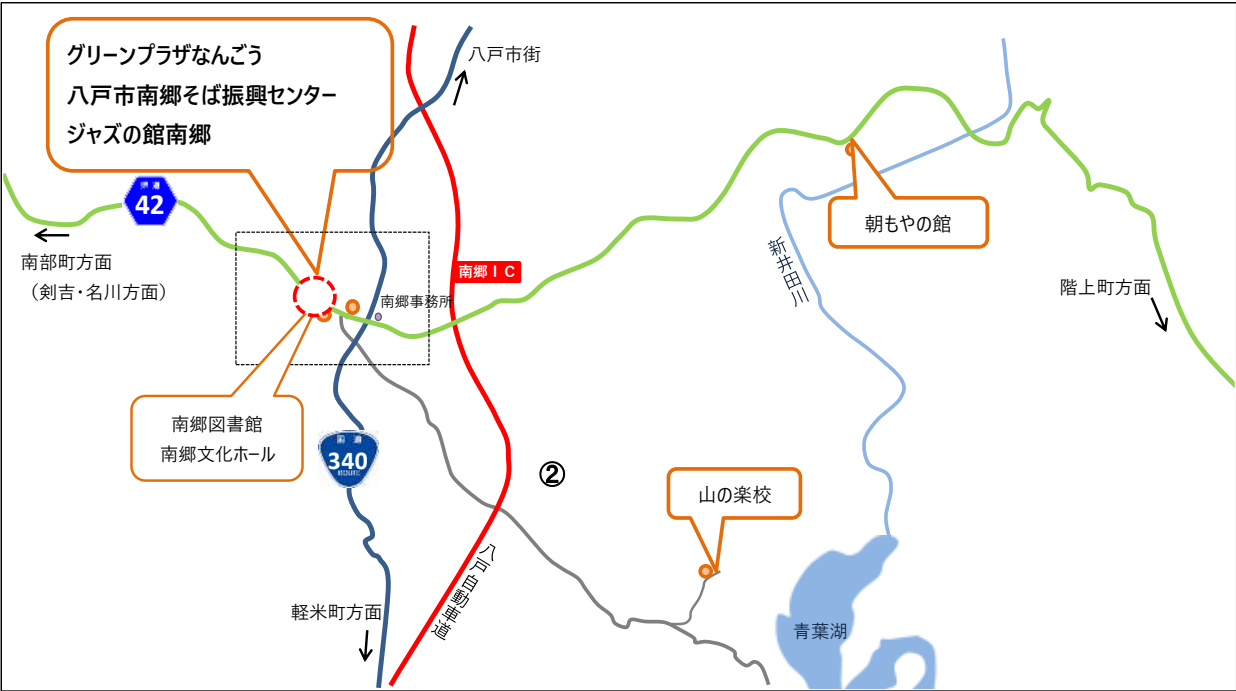 グリーンプラザなんごう
八戸市南郷そば振興センター
ジャズの館南郷
八戸市街
県道
42
朝もやの館
南部町方面
(剣吉・名川方面)
南郷IC
新井田川
南郷事務所
階上町方面
南郷図書館
南郷文化ホール
国道
340
②
山の楽校
八戸自動車道
軽米町方面
青葉湖